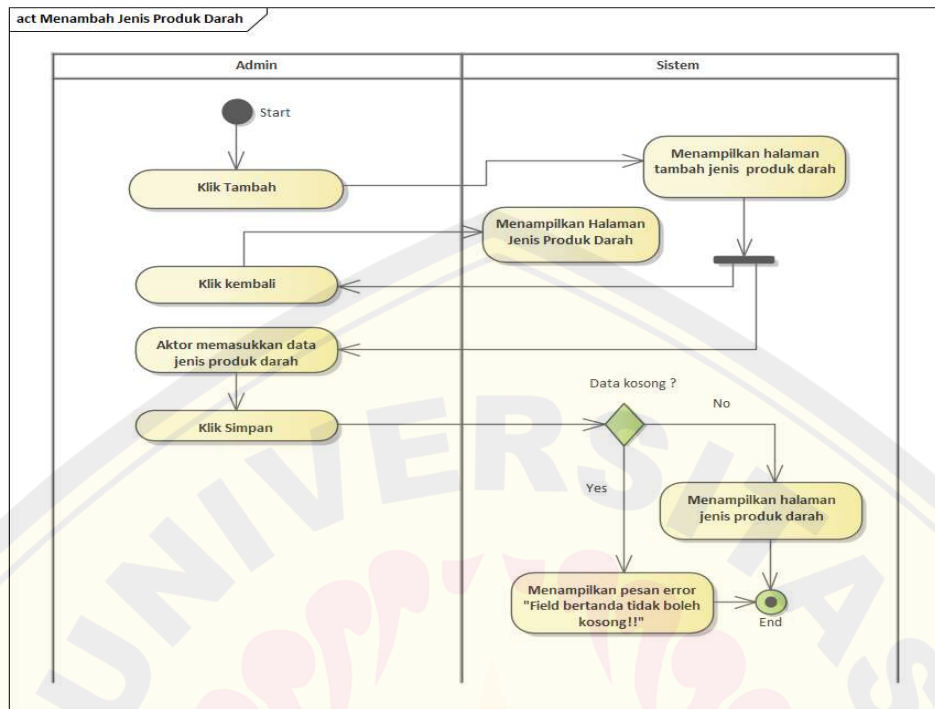 act Menambah Jenis Produk Darah
Admin
Sistem
Start
Klik Tambah
Menampilkan halaman
tambah jenis produk darah
Menampilkan Halaman
Jenis Produk Darah
Klik kembali
Aktor memasukkan data
jenis produk darah
Klik Simpan
Data kosong ?
No
Yes
Menampilkan halaman
jenis produk darah
Menampilkan pesan error
"Field bertanda tidak boleh
kosong!!"
End
UNIVERSITAS